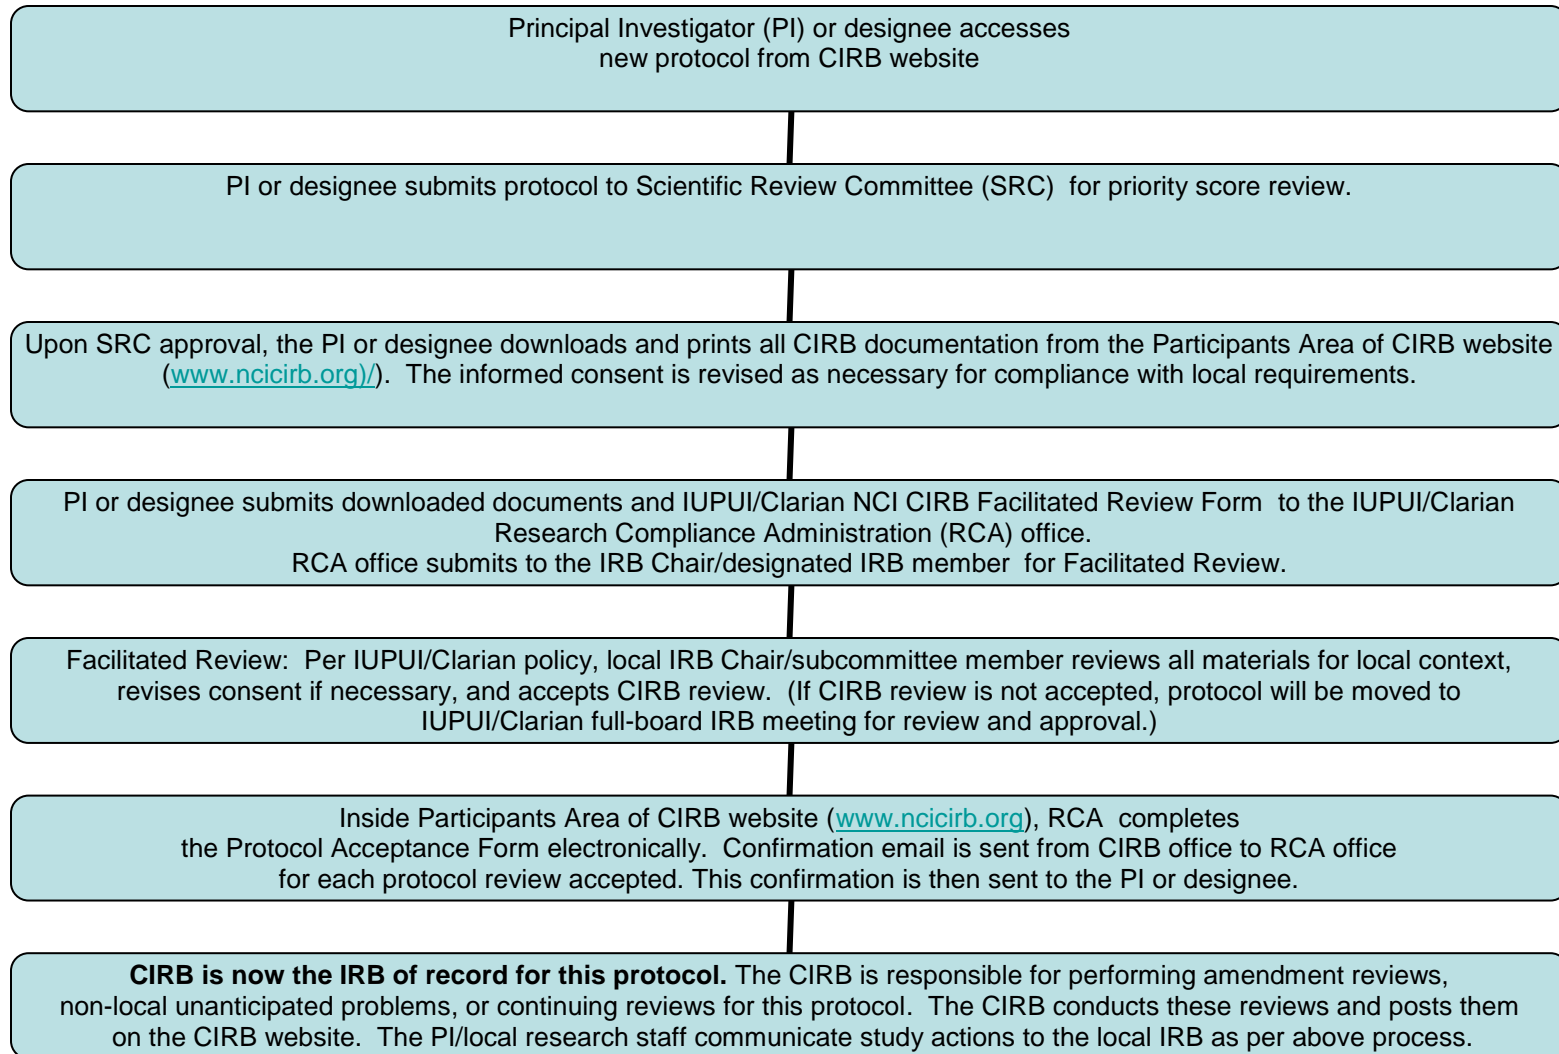 Principal Investigator (PI) or designee accesses
new protocol from CIRB website
PI or designee submits protocol to Scientific Review Committee (SRC)  for priority score review.
Upon SRC approval, the PI or designee downloads and prints all CIRB documentation from the Participants Area of CIRB website
(www.ncicirb.org)/).  The informed consent is revised as necessary for compliance with local requirements.
PI or designee submits downloaded documents and IUPUI/Clarian NCI CIRB Facilitated Review Form  to the IUPUI/Clarian
Research Compliance Administration (RCA) office.
RCA office submits to the IRB Chair/designated IRB member  for Facilitated Review.
Facilitated Review:  Per IUPUI/Clarian policy, local IRB Chair/subcommittee member reviews all materials for local context,
revises consent if necessary, and accepts CIRB review.  (If CIRB review is not accepted, protocol will be moved to
IUPUI/Clarian full-board IRB meeting for review and approval.)
Inside Participants Area of CIRB website (www.ncicirb.org), RCA  completes
the Protocol Acceptance Form electronically.  Confirmation email is sent from CIRB office to RCA office
for each protocol review accepted. This confirmation is then sent to the PI or designee.
CIRB is now the IRB of record for this protocol. The CIRB is responsible for performing amendment reviews,
non-local unanticipated problems, or continuing reviews for this protocol.  The CIRB conducts these reviews and posts them
on the CIRB website.  The PI/local research staff communicate study actions to the local IRB as per above process.